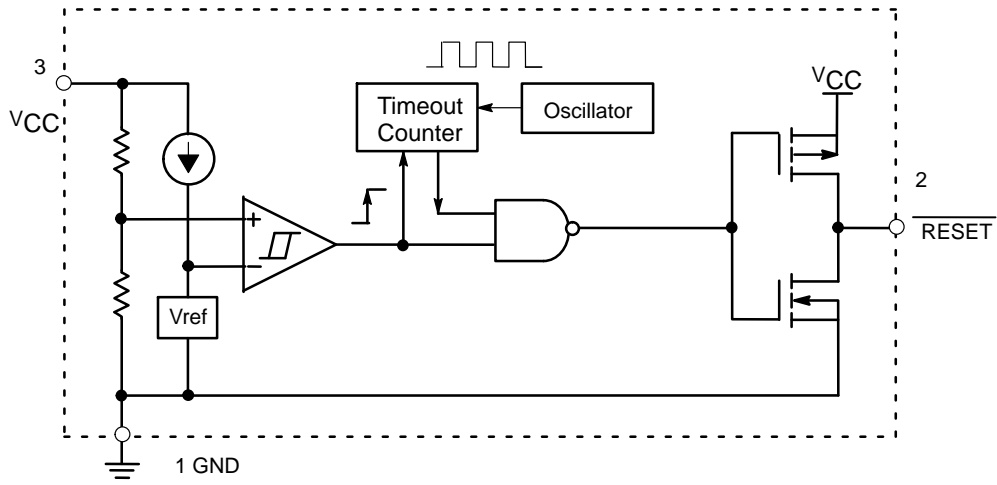 3
VCC
Timeout
Counter
Oscillator
VCC
2
RESET
+
−
Vref
1 GND